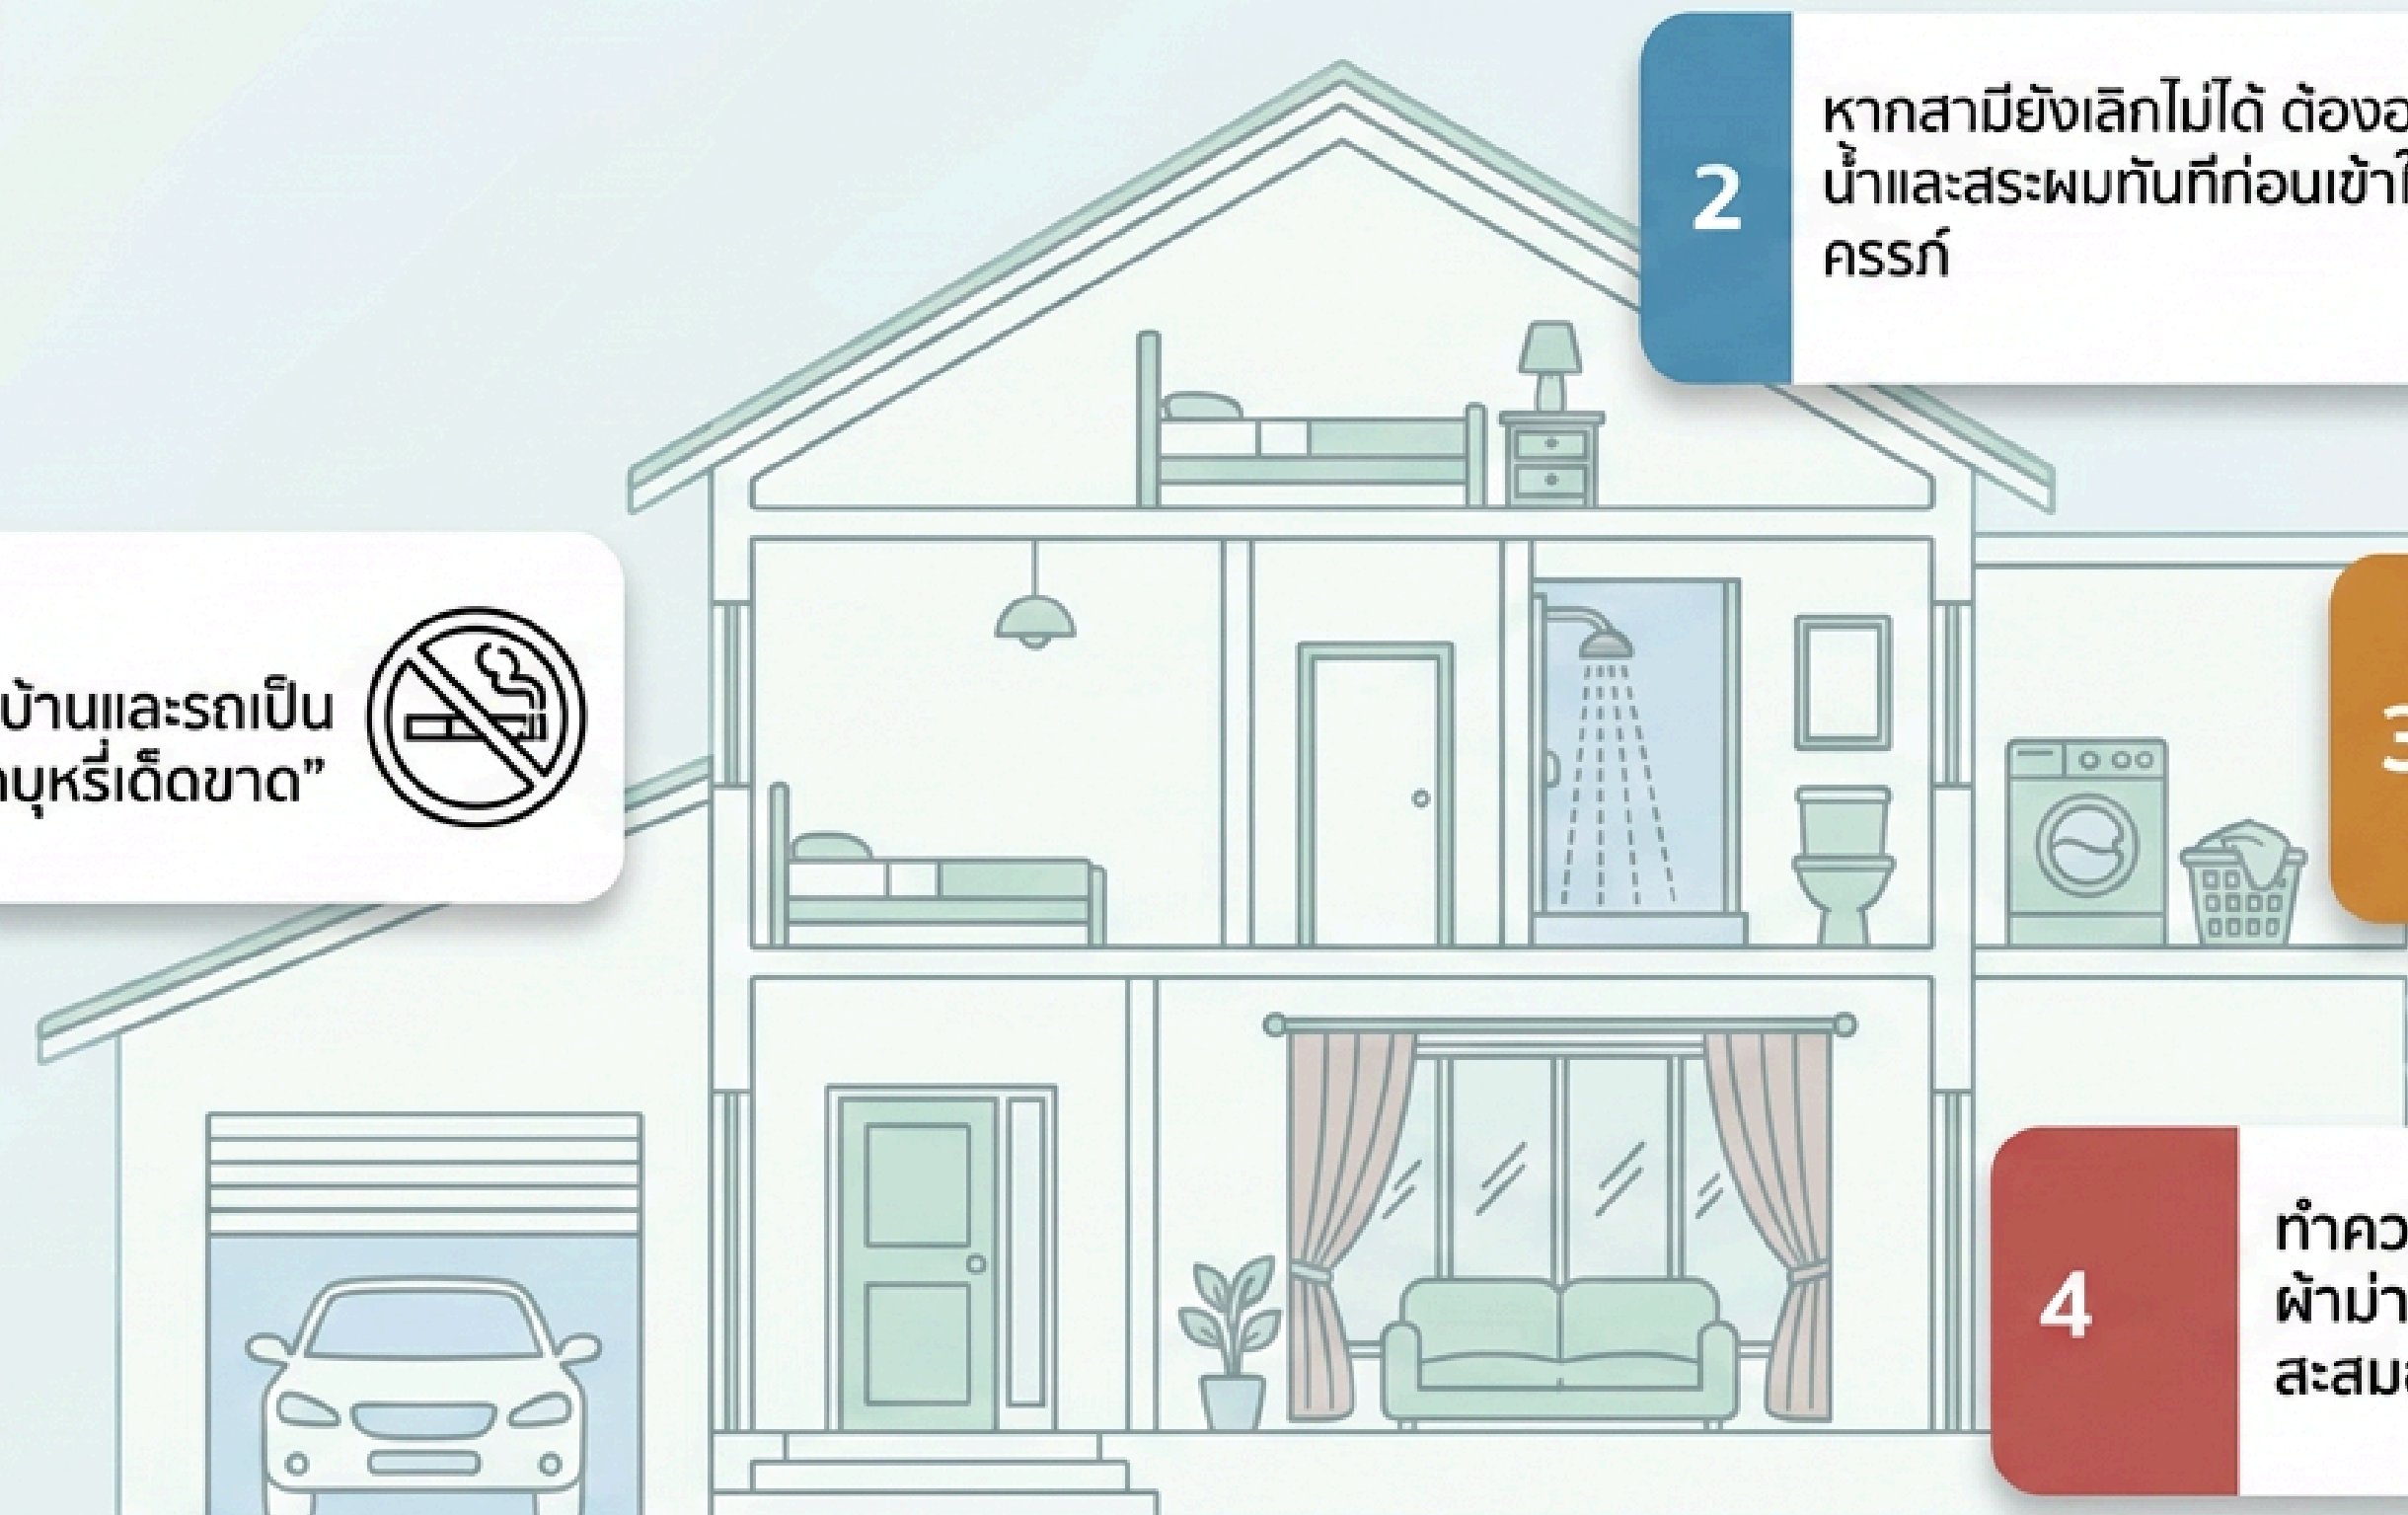 2
หากสามียังเลิกไม่ได้ ต้อง
น้ำและสระผมทันทีก่อนเข้า
ครรภ์
บ้านและรถเป็น
บุหรี่เด็ดขาด”
3
4
ทำคว
ผ้าม่า
สะสม